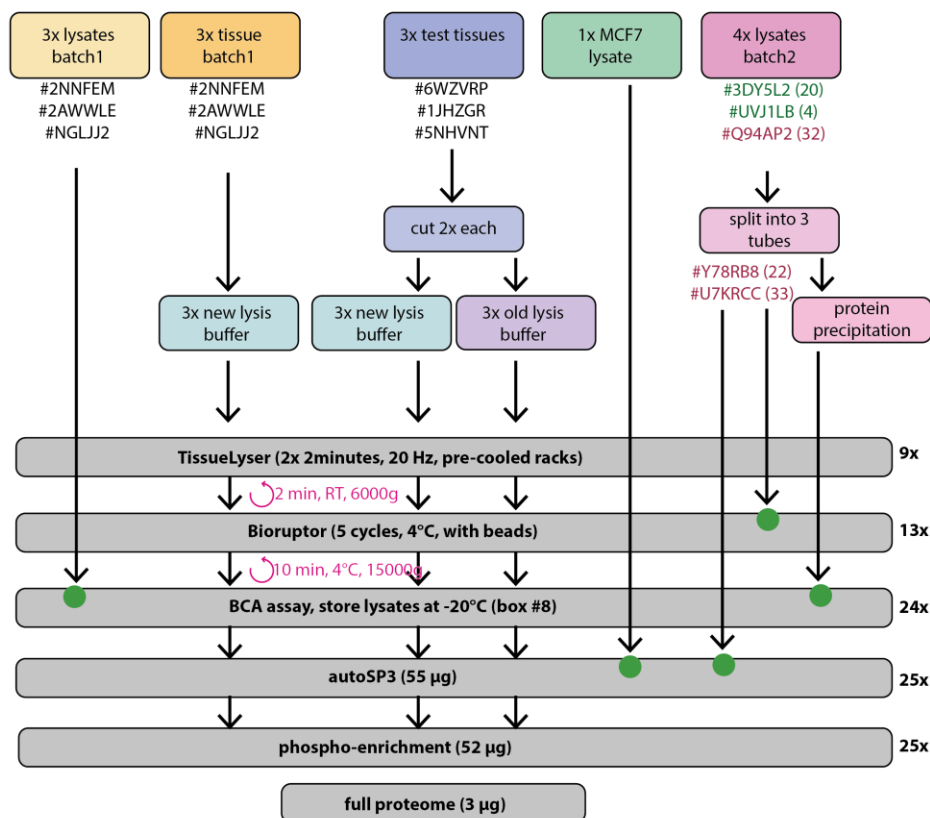 3x lysates
batch1
3x tissue
batch1
3x test tissues
1x MCF7
lysate
4x lysates
batch2
#2NNFEM
#2AWWLE
#NGLJJ2
#2NNFEM
#2AWWLE
#NGLJJ2
#6WZVRP
#1JHZGR
#5NHVNT
#3DY5L2 (20)
#UVJ1LB (4)
#Q94AP2 (32)
cut 2x each
split into 3
tubes
#Y78RB8 (22)
#U7KRCC (33)
3x new lysis
buffer
3x new lysis
buffer
3x old lysis
buffer
protein
precipitation
TissueLyser (2x 2minutes, 20 Hz, pre-cooled racks)
9x
2 min, RT, 6000g
Bioruptor (5 cycles, 4°C, with beads)
13x
10 min, 4°C, 15000g
BCA assay, store lysates at -20°C (box #8)
24x
autoSP3 (55 µg)
25x
phospho-enrichment (52 µg)
25x
full proteome (3 µg)